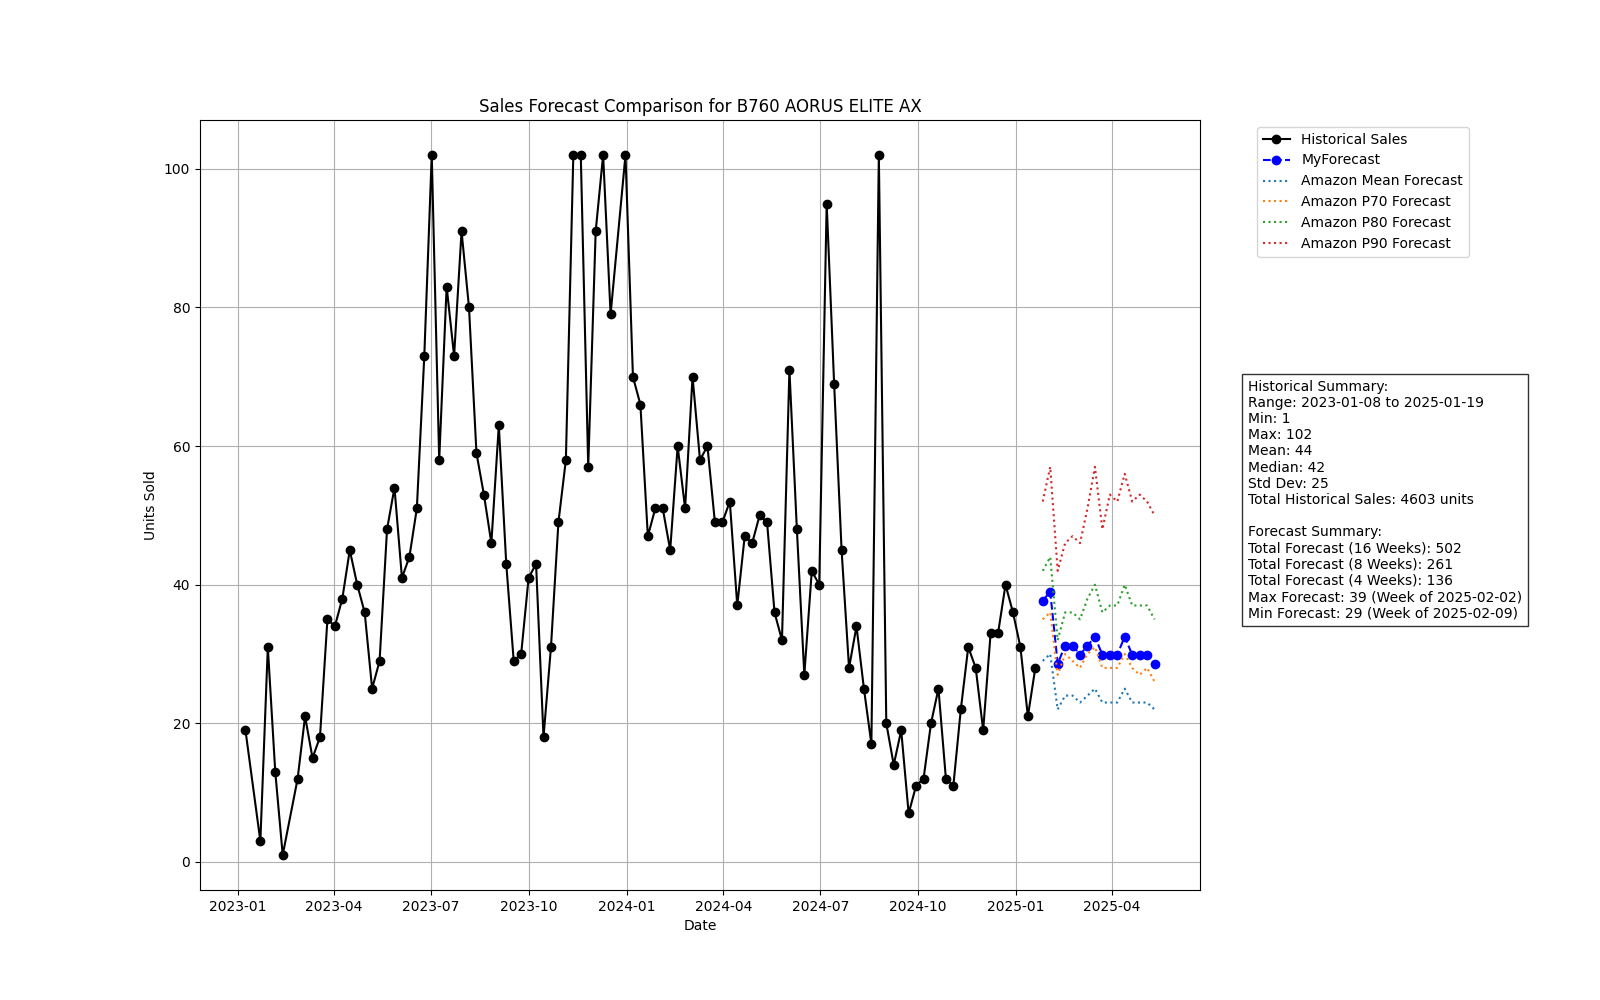 Sales Forecast Comparison for B760 AORUS ELITE AX
100
80
60
40
20
0
Units Sold
2023-01
2023-04
2023-07
2023-10
2024-01
2024-04
2024-07
2024-10
2025-01
2025-04
Date
Historical Sales
MyForecast
Amazon Mean Forecast
Amazon P70 Forecast
Amazon P80 Forecast
Amazon P90 Forecast
Historical Summary:
Range: 2023-01-08 to 2025-01-19
Min: 1
Max: 102
Mean: 44
Median: 42
Std Dev: 25
Total Historical Sales: 4603 units
Forecast Summary:
Total Forecast (16 Weeks): 502
Total Forecast (8 Weeks): 261
Total Forecast (4 Weeks): 136
Max Forecast: 39 (Week of 2025-02-02)
Min Forecast: 29 (Week of 2025-02-09)